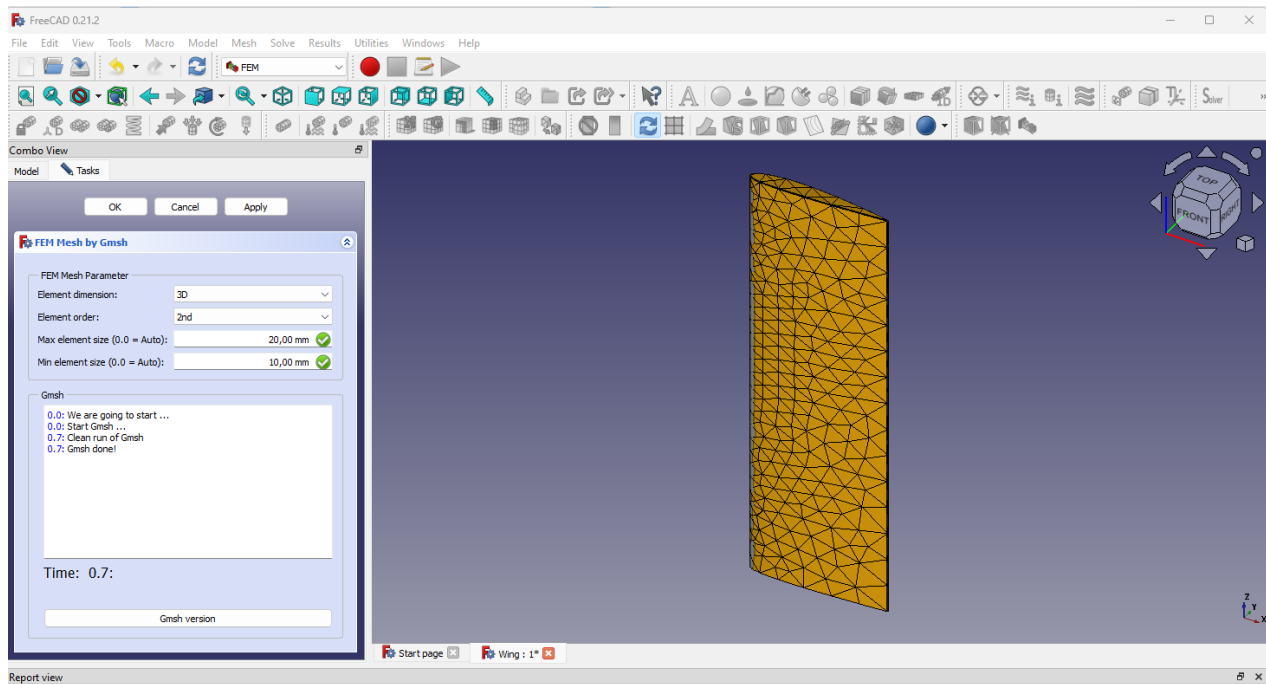 FreeCAD 0.21.2
File Edit View Tools Macro Model Mesh Solve Results Utilities Windows Help
FEM
Solver
Combo View
Model Tasks
OK Cancel Apply
FEM Mesh by Gmsh
FEM Mesh Parameter
Element dimension: 3D
Element order: 2nd
Max element size (0.0 = Auto): 20,00 mm
Min element size (0.0 = Auto): 10,00 mm
Gmsh
0.0: We are going to start ...
0.0: Start Gmsh ...
0.7: Clean run of Gmsh
0.7: Gmsh done!
Time: 0.7:
Gmsh version
TOP
FRONT
RIGHT
Z
Y
X
Start page
Wing : 1*
Report view